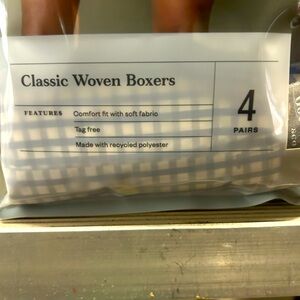 Classic Woven Boxers
FEATURES
Comfort fit with soft fabric
Tag free
Made with recycled polyester
4
PAIRS